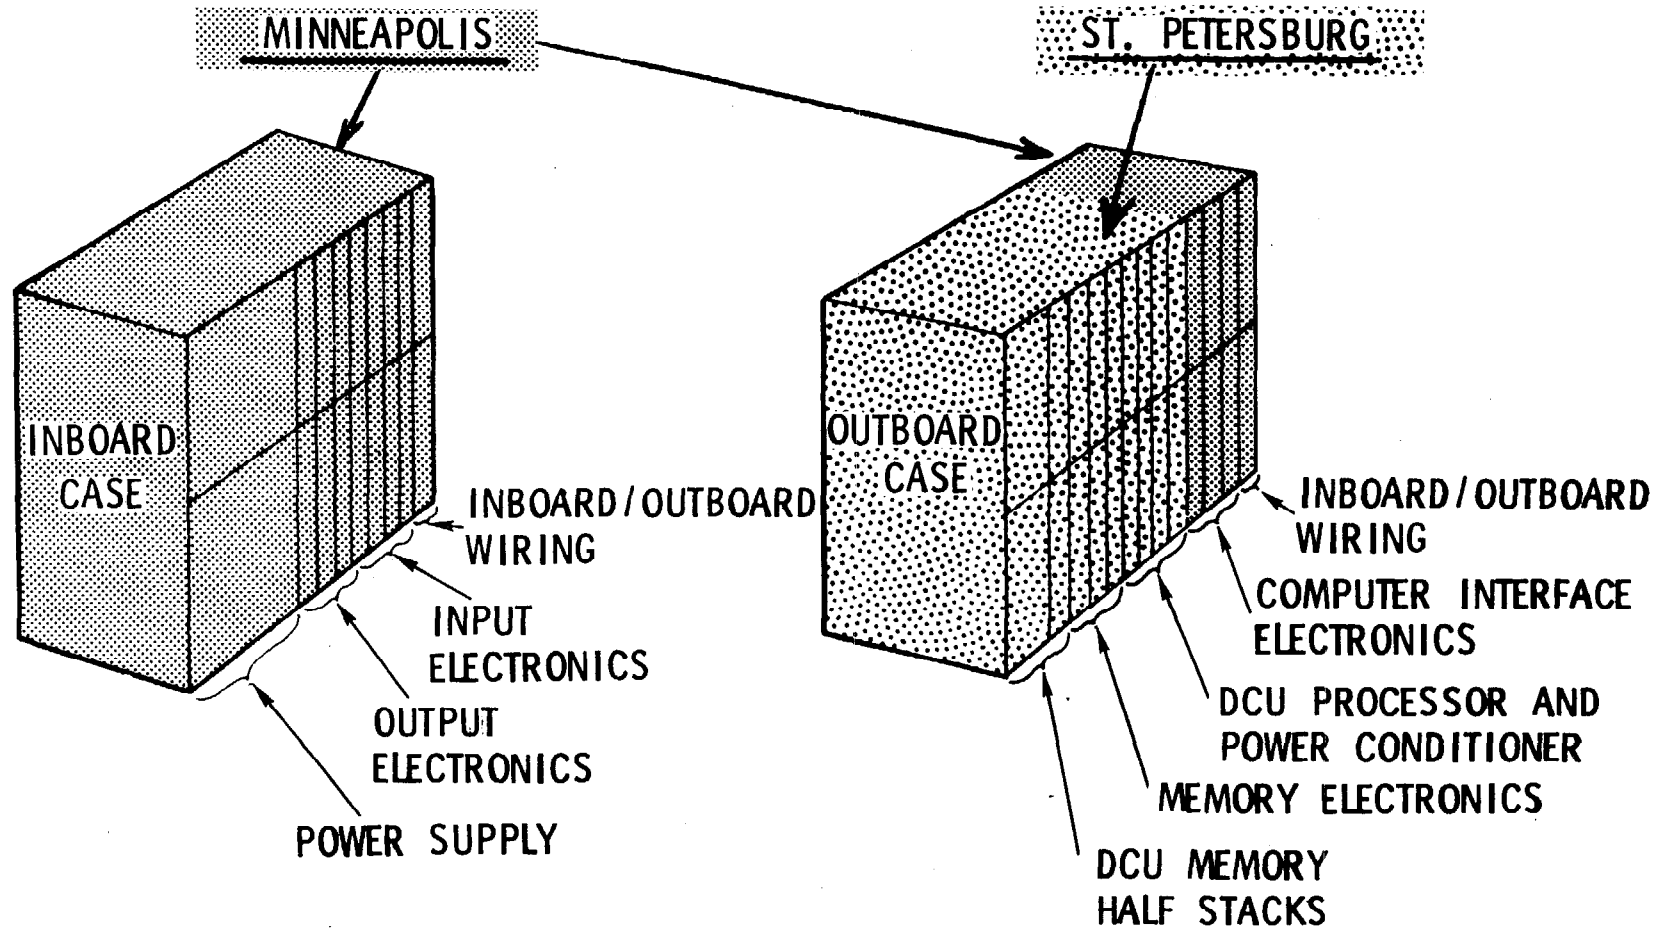 MINNEAPOLIS
ST. PETERSBURG
INBOARD
CASE
INBOARD/OUTBOARD
WIRING
INPUT
ELECTRONICS
OUTPUT
ELECTRONICS
POWER SUPPLY
OUTBOARD
CASE
INBOARD/OUTBOARD
WIRING
COMPUTER INTERFACE
ELECTRONICS
DCU PROCESSOR AND
POWER CONDITIONER
MEMORY ELECTRONICS
DCU MEMORY
HALF STACKS